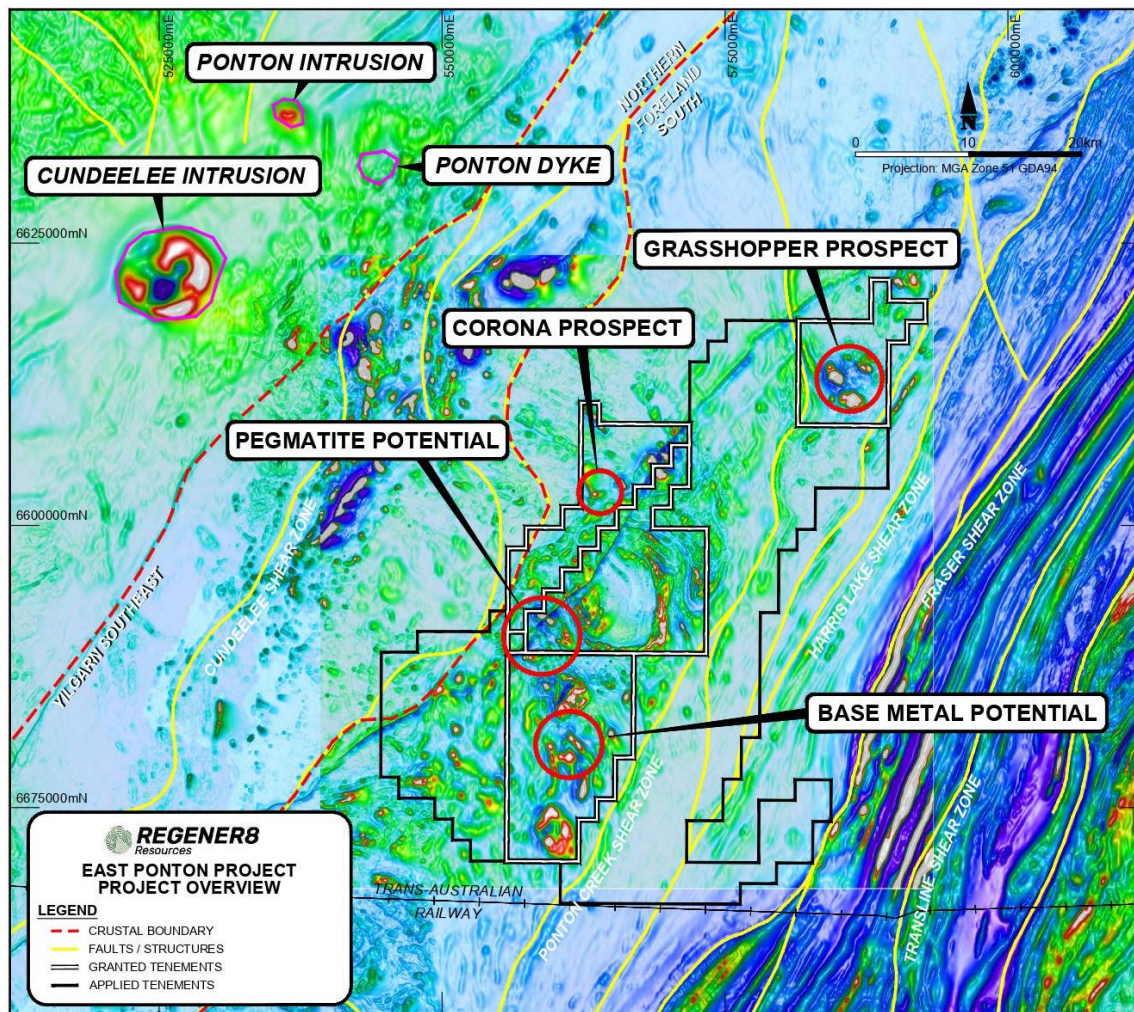 525000mE
550000mE
575000mE
600000mE
PONTON INTRUSION
NORTHERN
FORELAND
SOUTH
N
0 10 20km
Projection: MGA Zone 51 GDA94
CUNDEELEE INTRUSION
PONTON DYKE
6625000mN
GRASSHOPPER PROSPECT
CORONA PROSPECT
PEGMATITE POTENTIAL
6600000mN
YILGARN SOUTHEAST
CUNDEELEE SHEAR ZONE
HARRIS LAKE SHEAR ZONE
FRASER SHEAR ZONE
BASE METAL POTENTIAL
6675000mN
PONTON CREEK SHEAR ZONE
TRANSLINE SHEAR ZONE
TRANS-AUSTRALIAN
RAILWAY
REGENER8
Resources
EAST PONTON PROJECT
PROJECT OVERVIEW
LEGEND
CRUSTAL BOUNDARY
FAULTS / STRUCTURES
GRANTED TENEMENTS
APPLIED TENEMENTS